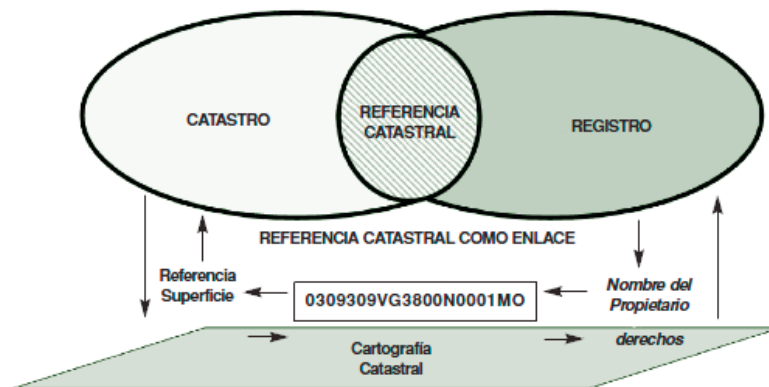 CATASTRO
REFERENCIA
CATASTRAL
REGISTRO
REFERENCIA CATASTRAL COMO ENLACE
Referencia
Superficie
0309309VG3800N0001MO
Nombre del
Propietario
derechos
Cartografía
Catastral